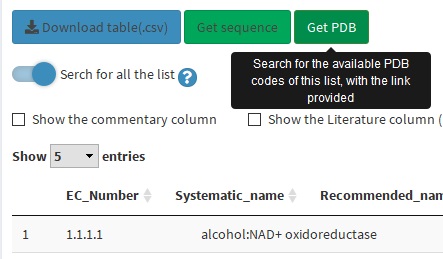 Download table(.csv) Get sequence Get PDB
Search for the available PDB
codes of this list, with the link
provided
Serch for all the list ?
Show the commentary column Show the Literature column (
Show 5 entries
EC_Number Systematic_name Recommended_nam
1 1.1.1.1 alcohol:NAD+ oxidoreductase